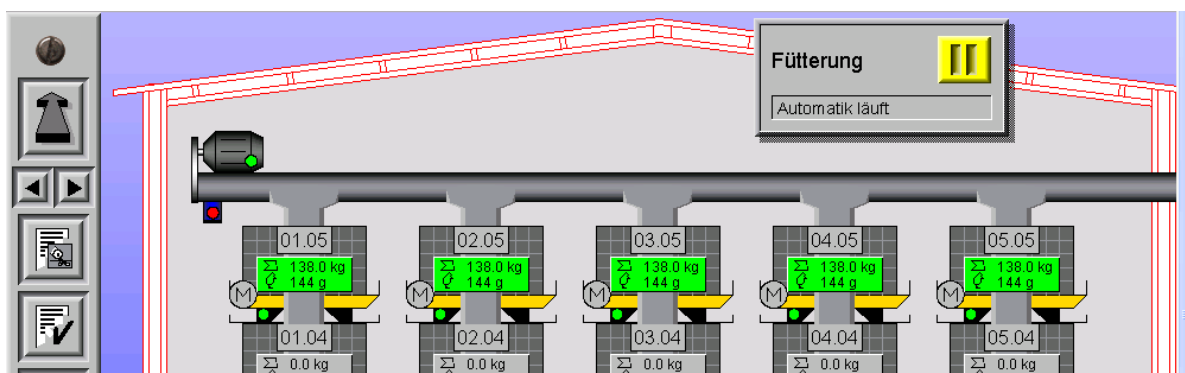 Fütterung
Automatik läuft
01.05
02.05
03.05
04.05
05.05
Σ 138.0 kg
144 g
Σ 138.0 kg
144 g
Σ 138.0 kg
144 g
Σ 138.0 kg
144 g
Σ 138.0 kg
144 g
M
M
M
M
M
01.04
02.04
03.04
04.04
05.04
Σ 0.0 kg
Σ 0.0 kg
Σ 0.0 kg
Σ 0.0 kg
Σ 0.0 kg